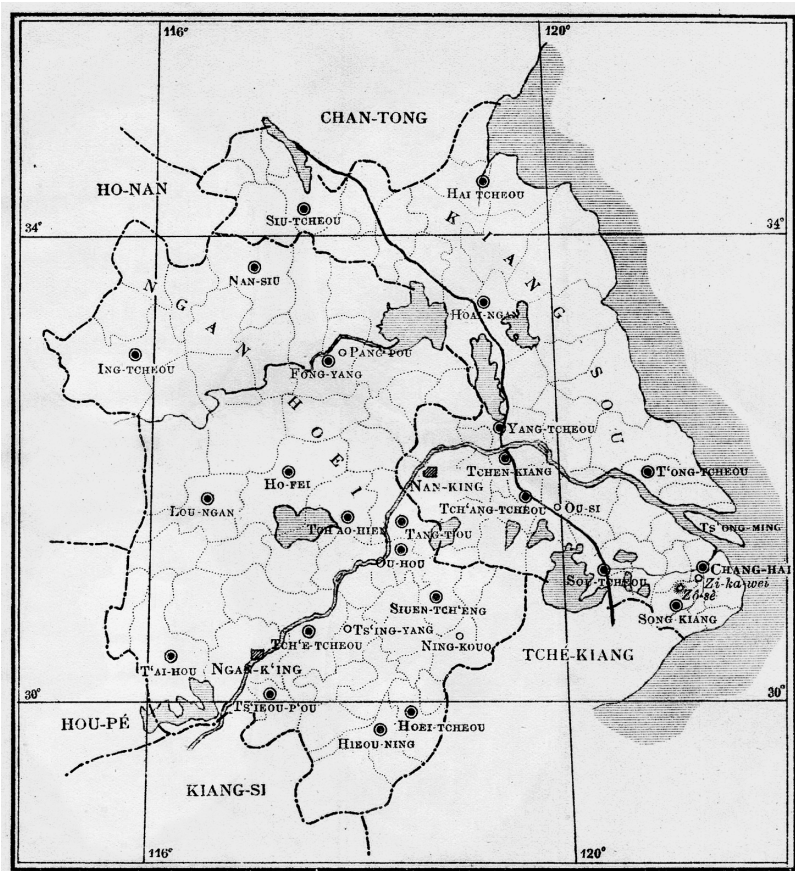 116°
120°
CHAN-TONG
HO-NAN
HAI TCHEOU
SIU-TCHEOU
KIANG SOU
34°
34°
NGAN HOEI
NAN-SIU
HOAI-NGAN
ING-TCHEOU
PANG-POU
FONG-YANG
YANG-TCHEOU
TCHEN-KIANG
HO-FEI
NAN-KING
T'ONG-TCHEOU
LOU-NGAN
TCH'ANG-TCHEOU
OU-SI
TCH'AO-HIEN
TANG-T'OU
TS'ONG-MING
OU-HOU
SOU-TCHEOU
CHANG-HAI
Zi-ka-wei
Zô-sè
SIUEN-TCH'ENG
SONG-KIANG
TCH'E-TCHEOU
TS'ING-YANG
NING-KOUO
T'AI-HOU
NGAN-K'ING
TCHÉ-KIANG
30°
30°
TS'IEOU-P'OU
HOU-PÉ
HOEI-TCHEOU
HIEOU-NING
KIANG-SI
116°
120°